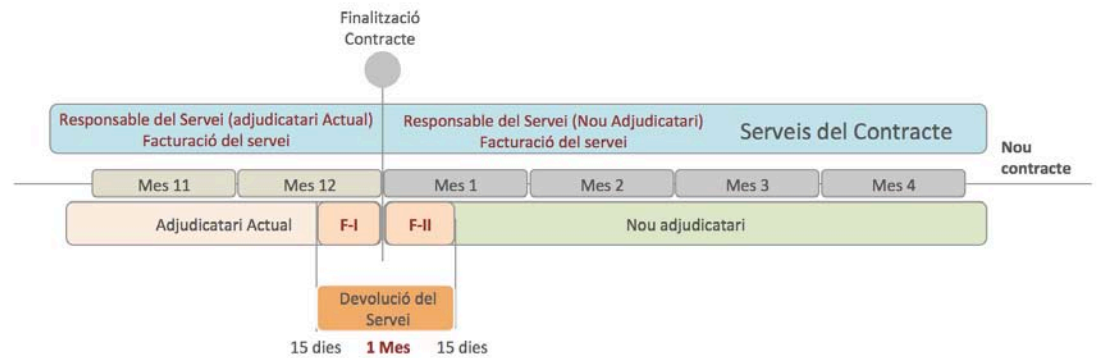 Finalització
Contracte
Responsable del Servei (adjudicatari Actual)
Facturació del servei
Responsable del Servei (Nou Adjudicatari)
Facturació del servei
Serveis del Contracte
Nou
contracte
Mes 11
Mes 12
Mes 1
Mes 2
Mes 3
Mes 4
Adjudicatari Actual
F-I
F-II
Nou adjudicatari
Devolució del
Servei
15 dies
1 Mes
15 dies